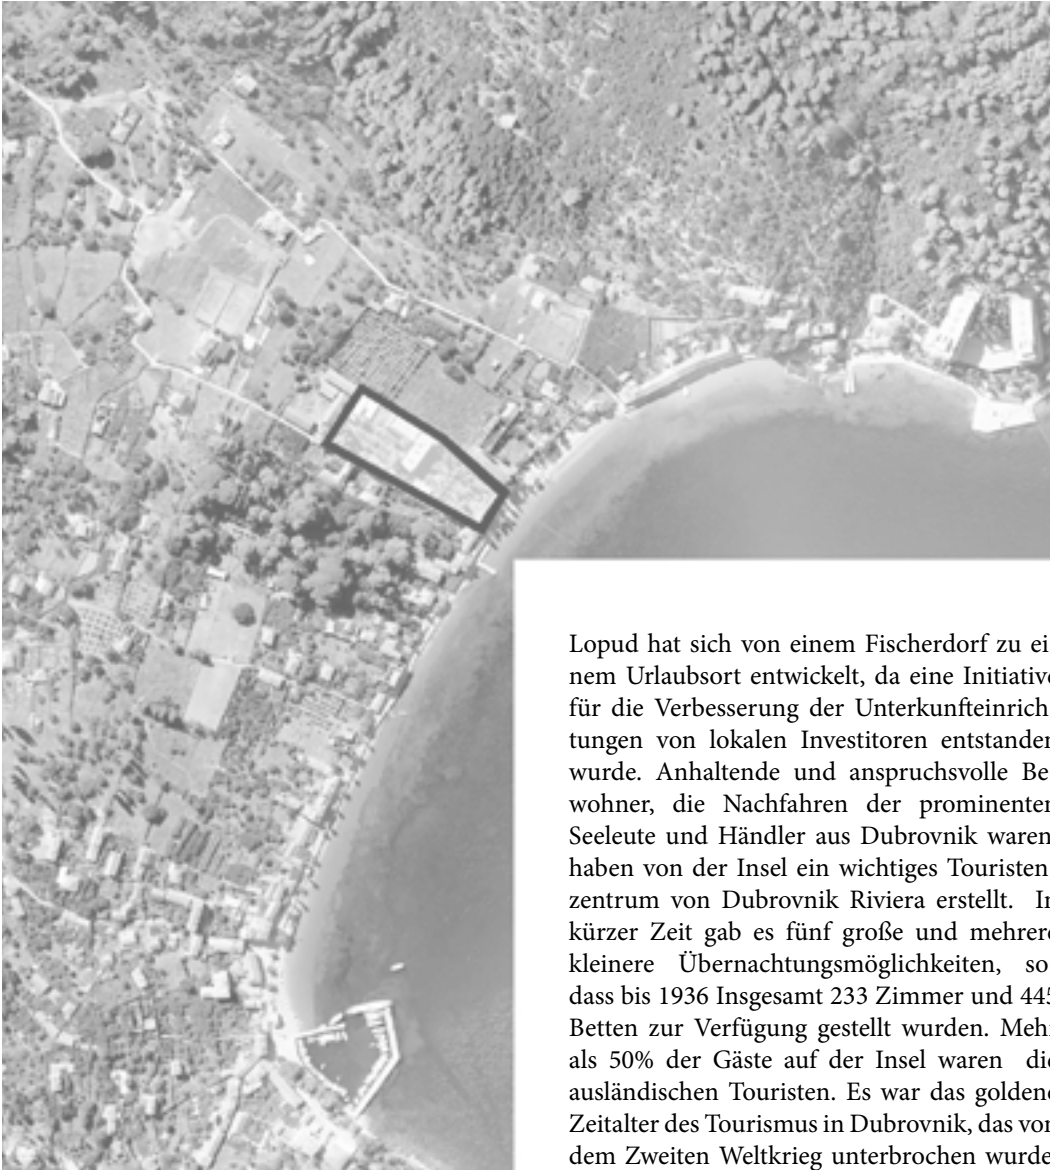 Lopud hat sich von einem Fischerdorf zu ei-
nem Urlaubsort entwickelt, da eine Initiative
für die Verbesserung der Unterkunfteinrich-
tungen von lokalen Investitoren entstanden
wurde. Anhaltende und anspruchsvolle Be-
wohner, die Nachfahren der prominenten
Seeleute und Händler aus Dubrovnik waren,
haben von der Insel ein wichtiges Touristen-
zentrum von Dubrovnik Riviera erstellt. In
kürzer Zeit gab es fünf große und mehrere
kleinere Übernachtungsmöglichkeiten, so-
dass bis 1936 Insgesamt 233 Zimmer und 445
Betten zur Verfügung gestellt wurden. Mehr
als 50% der Gäste auf der Insel waren die
ausländischen Touristen. Es war das goldene
Zeitalter des Tourismus in Dubrovnik, das von
dem Zweiten Weltkrieg unterbrochen wurde